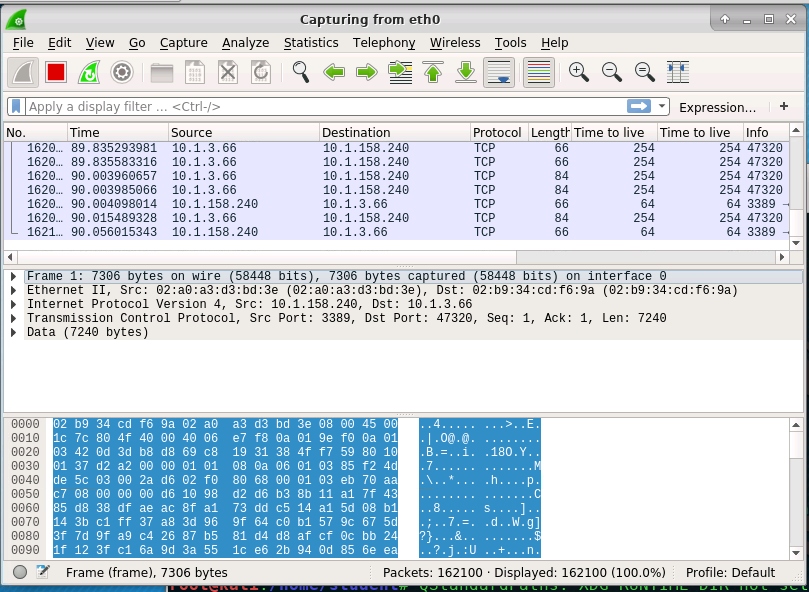 Capturing from eth0
File Edit View Go Capture Analyze Statistics Telephony Wireless Tools Help
Apply a display filter ... <Ctrl-/> Expression... +
No. Time Source Destination Protocol Length Time to live Time to live Info
1620… 89.835293981 10.1.3.66 10.1.158.240 TCP 66 254 254 47320
1620… 89.835583316 10.1.3.66 10.1.158.240 TCP 66 254 254 47320
1620… 90.003960657 10.1.3.66 10.1.158.240 TCP 84 254 254 47320
1620… 90.003985066 10.1.3.66 10.1.158.240 TCP 84 254 254 47320
1620… 90.004098014 10.1.158.240 10.1.3.66 TCP 66 64 64 3389 →
1620… 90.015489328 10.1.3.66 10.1.158.240 TCP 84 254 254 47320
1621… 90.056015343 10.1.158.240 10.1.3.66 TCP 66 64 64 3389 →
Frame 1: 7306 bytes on wire (58448 bits), 7306 bytes captured (58448 bits) on interface 0
Ethernet II, Src: 02:a0:a3:d3:bd:3e (02:a0:a3:d3:bd:3e), Dst: 02:b9:34:cd:f6:9a (02:b9:34:cd:f6:9a)
Internet Protocol Version 4, Src: 10.1.158.240, Dst: 10.1.3.66
Transmission Control Protocol, Src Port: 3389, Dst Port: 47320, Seq: 1, Ack: 1, Len: 7240
Data (7240 bytes)
0000 02 b9 34 cd f6 9a 02 a0 a3 d3 bd 3e 08 00 45 00 ..4..... ...>..E.
0010 1c 7c 80 4f 40 00 40 06 e7 f8 0a 01 9e f0 0a 01 .|.O@.@. ........
0020 03 42 0d 3d b8 d8 69 c8 19 31 38 4f f7 59 80 10 .B.=..i. .18O.Y..
0030 01 37 d2 a2 00 00 01 01 08 0a 06 01 03 85 f2 4d .7...... .......M
0040 de 5c 03 00 2a d6 02 f0 80 68 00 01 03 eb 70 aa .\..*... .h....p.
0050 c7 08 00 00 00 d6 10 98 d2 d6 b3 8b 11 a1 7f 43 ........ .......C
0060 85 d8 38 df ae ac 8f a1 73 dd c5 14 a1 5d 08 b1 ..8..... s....]..
0070 14 3b c1 ff 37 a8 3d 96 9f 64 c0 b1 57 9c 67 5d .;..7.=. .d..W.g]
0080 3f 7d 9f a9 c4 26 87 b5 81 d4 d8 af cf 0c bb 24 ?}...&.. .......$
0090 1f 12 3f c1 6a 9d 3a 55 1c e6 2b 94 0d 85 6e ea ..?.j.:U ..+...n.
Frame (frame), 7306 bytes Packets: 162100 · Displayed: 162100 (100.0%) Profile: Default